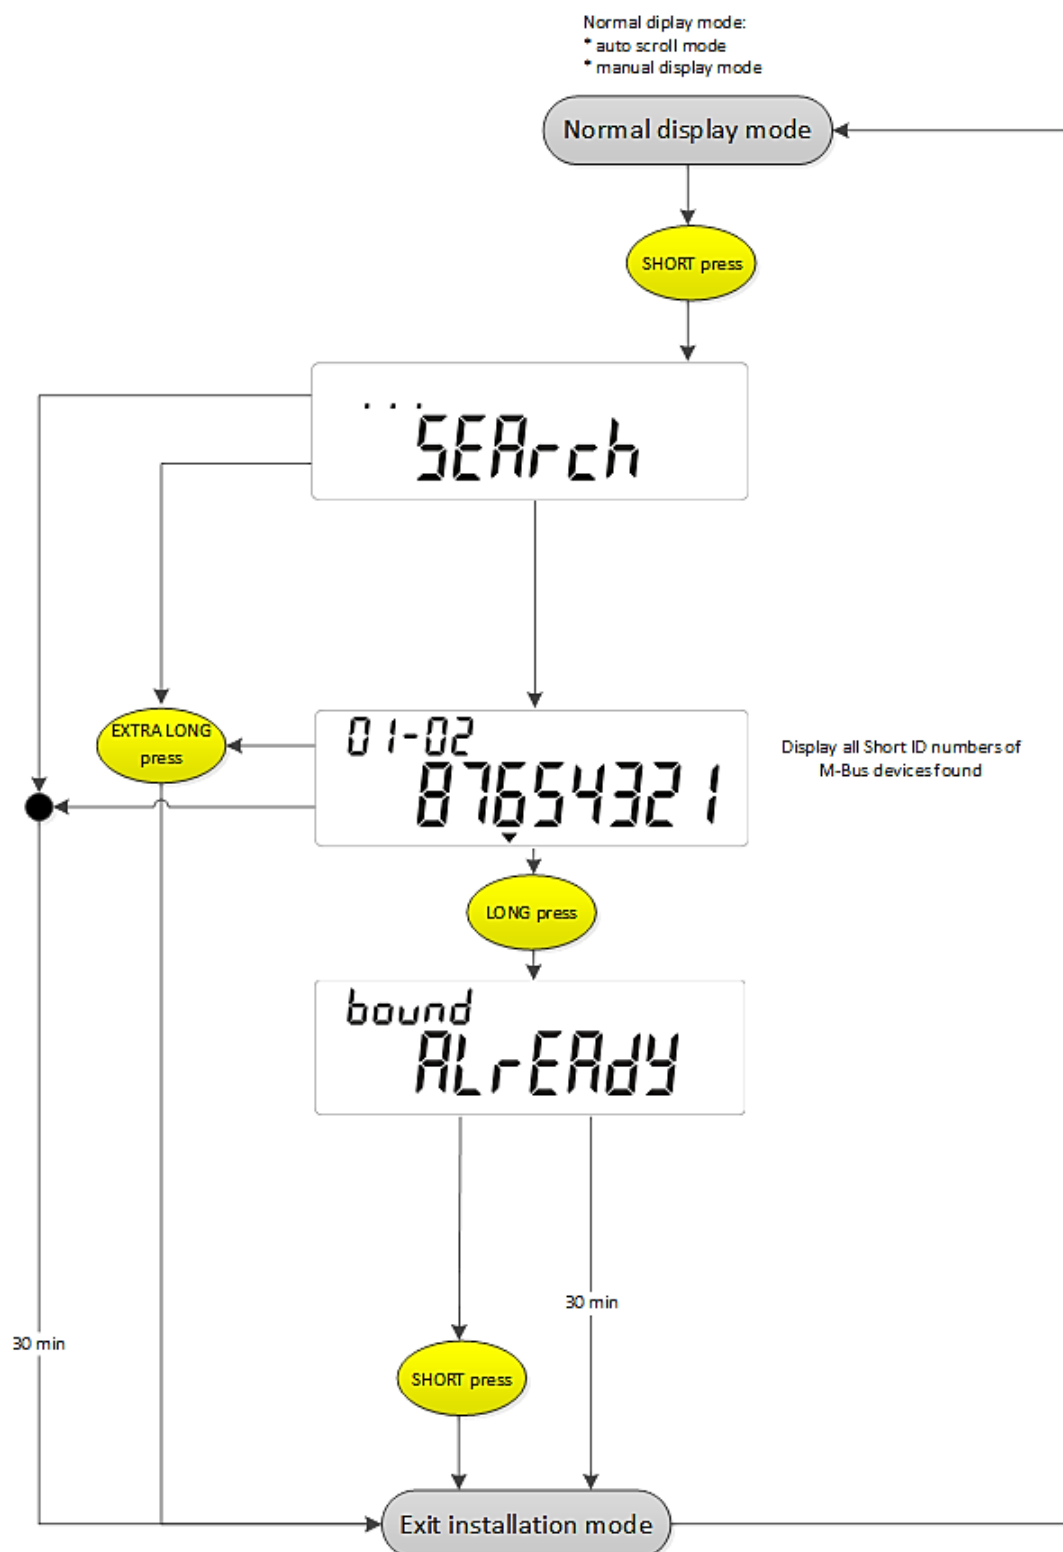 Normal diplay mode:
* auto scroll mode
* manual display mode
Normal display mode
SHORT press
...
SEArch
EXTRA LONG
press
01-02
87654321
Display all Short ID numbers of
M-Bus devices found
LONG press
bound
ALrEAdy
30 min
30 min
SHORT press
Exit installation mode